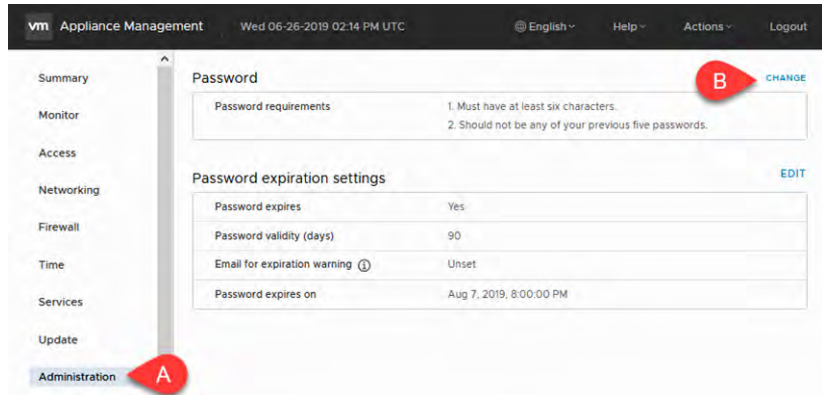 vm Appliance Management Wed 06-26-2019 02:14 PM UTC English Help Actions Logout
Summary
Monitor
Access
Networking
Firewall
Time
Services
Update
Administration
A
Password
B
CHANGE
Password requirements
1. Must have at least six characters.
2. Should not be any of your previous five passwords.
Password expiration settings
EDIT
Password expires Yes
Password validity (days) 90
Email for expiration warning Unset
Password expires on Aug 7, 2019, 8:00:00 PM